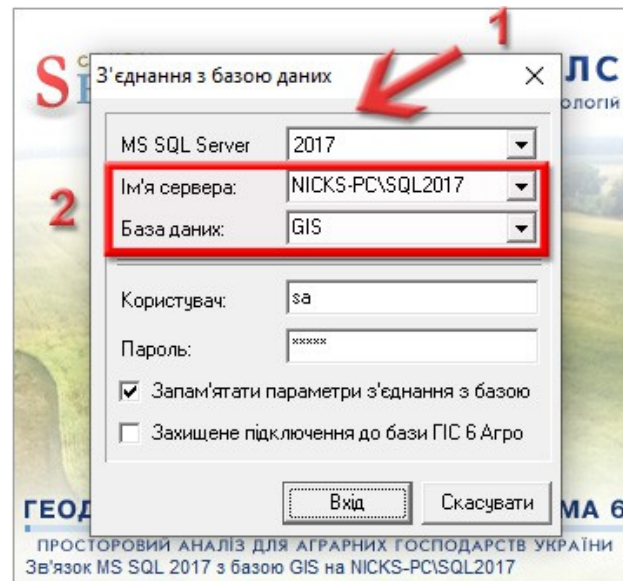 1
З'єднання з базою даних
ЛС
ологій
MS SQL Server 2017
2
Ім'я сервера: NICKS-PC\SQL2017
База даних: GIS
Користувач: sa
Пароль: *****
Запам'ятати параметри з'єднання з базою
Захищене підключення до бази ГІС 6 Агро
Вхід Скасувати
ГЕОД МА 6
ПРОСТОРОВИЙ АНАЛІЗ ДЛЯ АГРАРНИХ ГОСПОДАРСТВ УКРАЇНИ
Зв'язок MS SQL 2017 з базою GIS на NICKS-PC\SQL2017